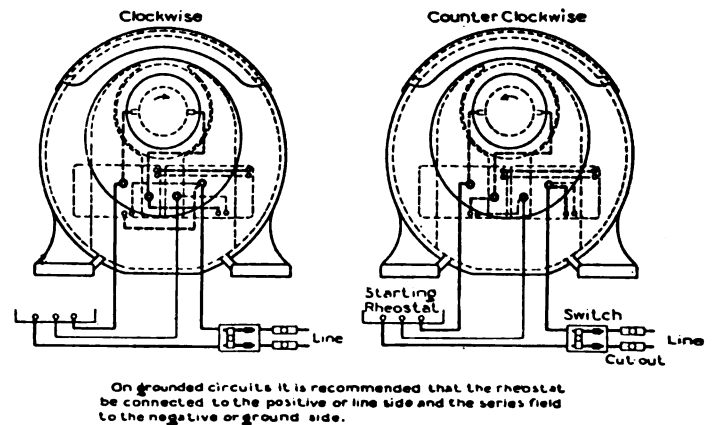 Clockwise
Counter Clockwise
Starting
Rheostat
Switch
Line
Line
Cut out
On grounded circuits it is recommended that the rheostat
be connected to the positive or line side and the series field
to the negative or ground side.